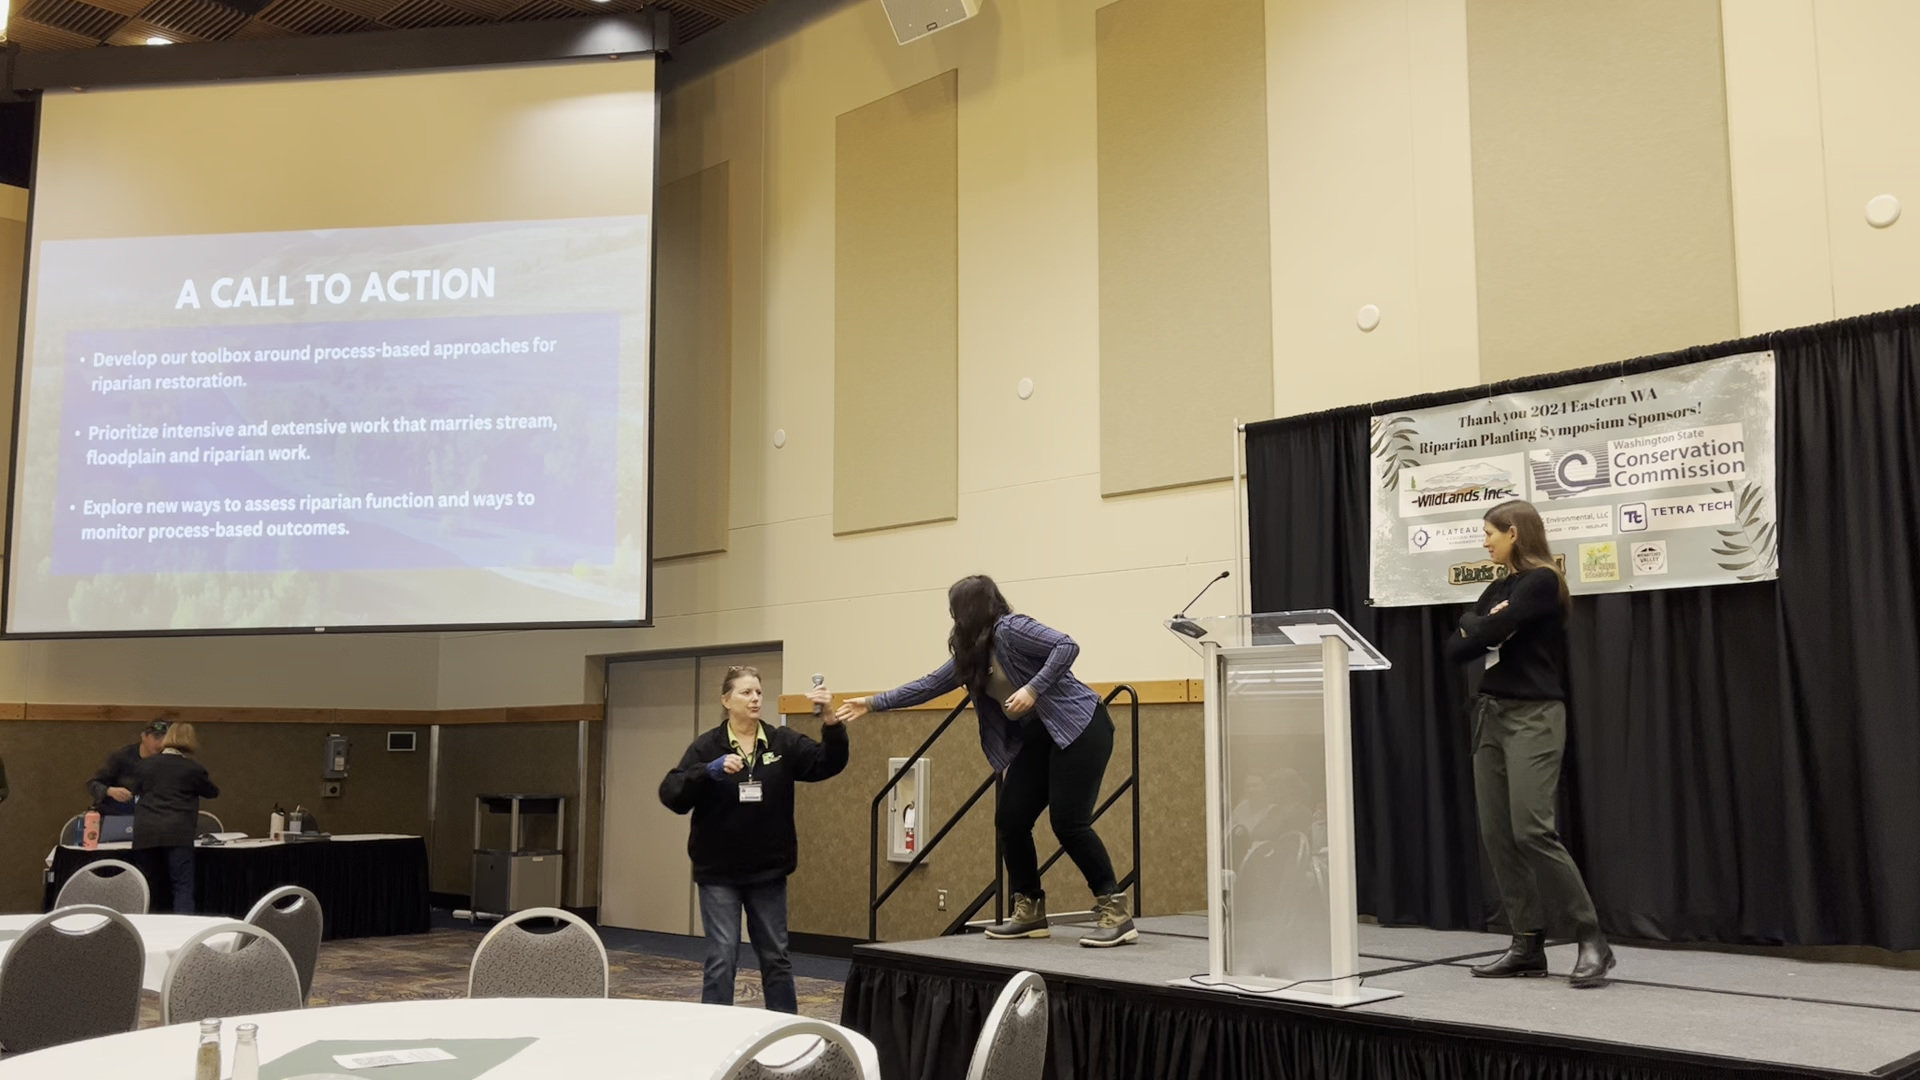 A CALL TO ACTION
• Develop our toolbox around process-based approaches for
riparian restoration.
• Prioritize intensive and extensive work that marries stream,
floodplain and riparian work.
• Explore new ways to assess riparian function and ways to
monitor process-based outcomes.
Thank you 2024 Eastern WA
Riparian Planting Symposium Sponsors!
WildLands, Inc
Washington State
Conservation
Commission
PLATEAU
Environmental, LLC
Tt TETRA TECH
Plants